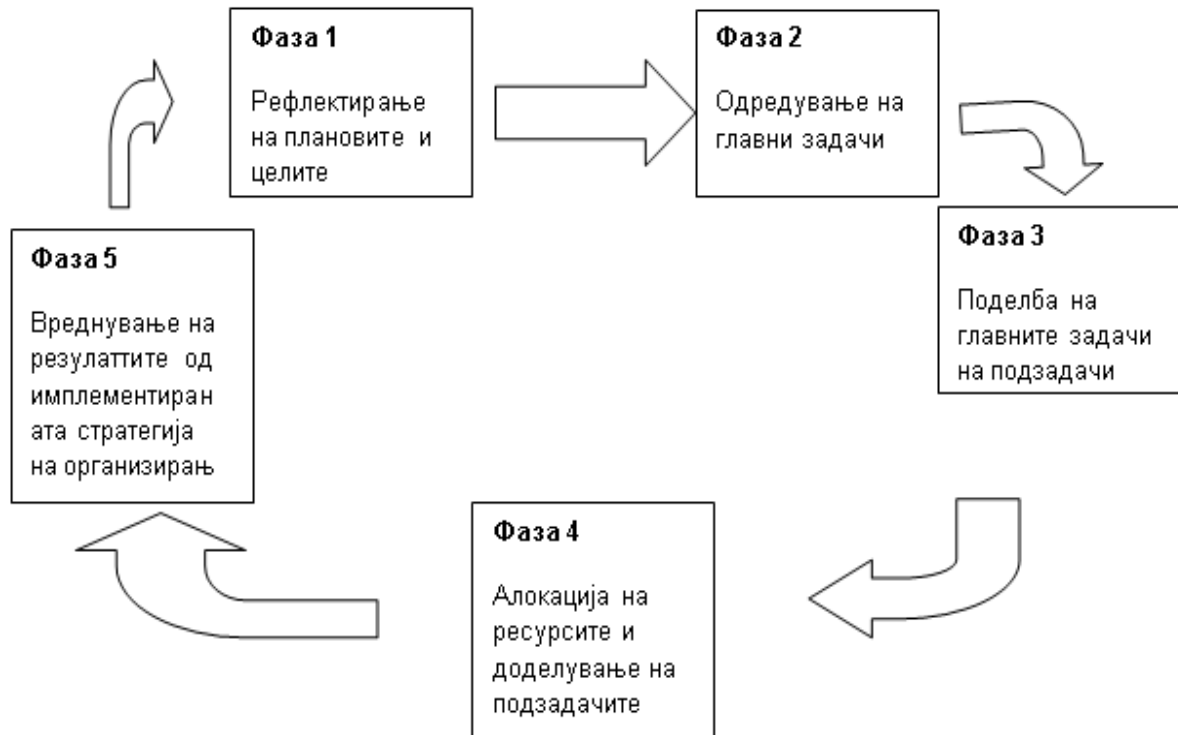 Фаза 1
Рефлектирање
на плановите и
целите
Фаза 2
Одредување на
главни задачи
Фаза 3
Поделба на
главните задачи
на подзадачи
Фаза 4
Алокација на
ресурсите и
доделување на
подзадачите
Фаза 5
Вреднување на
резулаттите од
имплементиран
ата стратегија
на организирањ